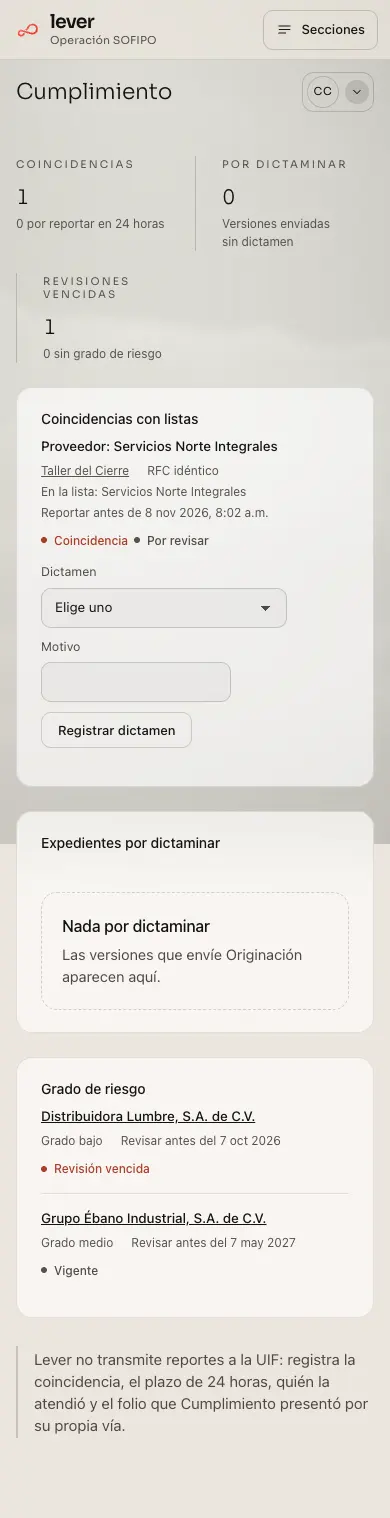 lever
Operación SOFIPO
Secciones
Cumplimiento
CC
COINCIDENCIAS
1
0 por reportar en 24 horas
POR DICTAMINAR
0
Versiones enviadas
sin dictamen
REVISIONES
VENCIDAS
1
0 sin grado de riesgo
Coincidencias con listas
Proveedor: Servicios Norte Integrales
Taller del Cierre RFC idéntico
En la lista: Servicios Norte Integrales
Reportar antes de 8 nov 2026, 8:02 a.m.
Coincidencia Por revisar
Dictamen
Elige uno
Motivo
Registrar dictamen
Expedientes por dictaminar
Nada por dictaminar
Las versiones que envíe Originación
aparecen aquí.
Grado de riesgo
Distribuidora Lumbre, S.A. de C.V.
Grado bajo Revisar antes del 7 oct 2026
Revisión vencida
Grupo Ébano Industrial, S.A. de C.V.
Grado medio Revisar antes del 7 may 2027
Vigente
Lever no transmite reportes a la UIF: registra la
coincidencia, el plazo de 24 horas, quién la
atendió y el folio que Cumplimiento presentó por
su propia vía.